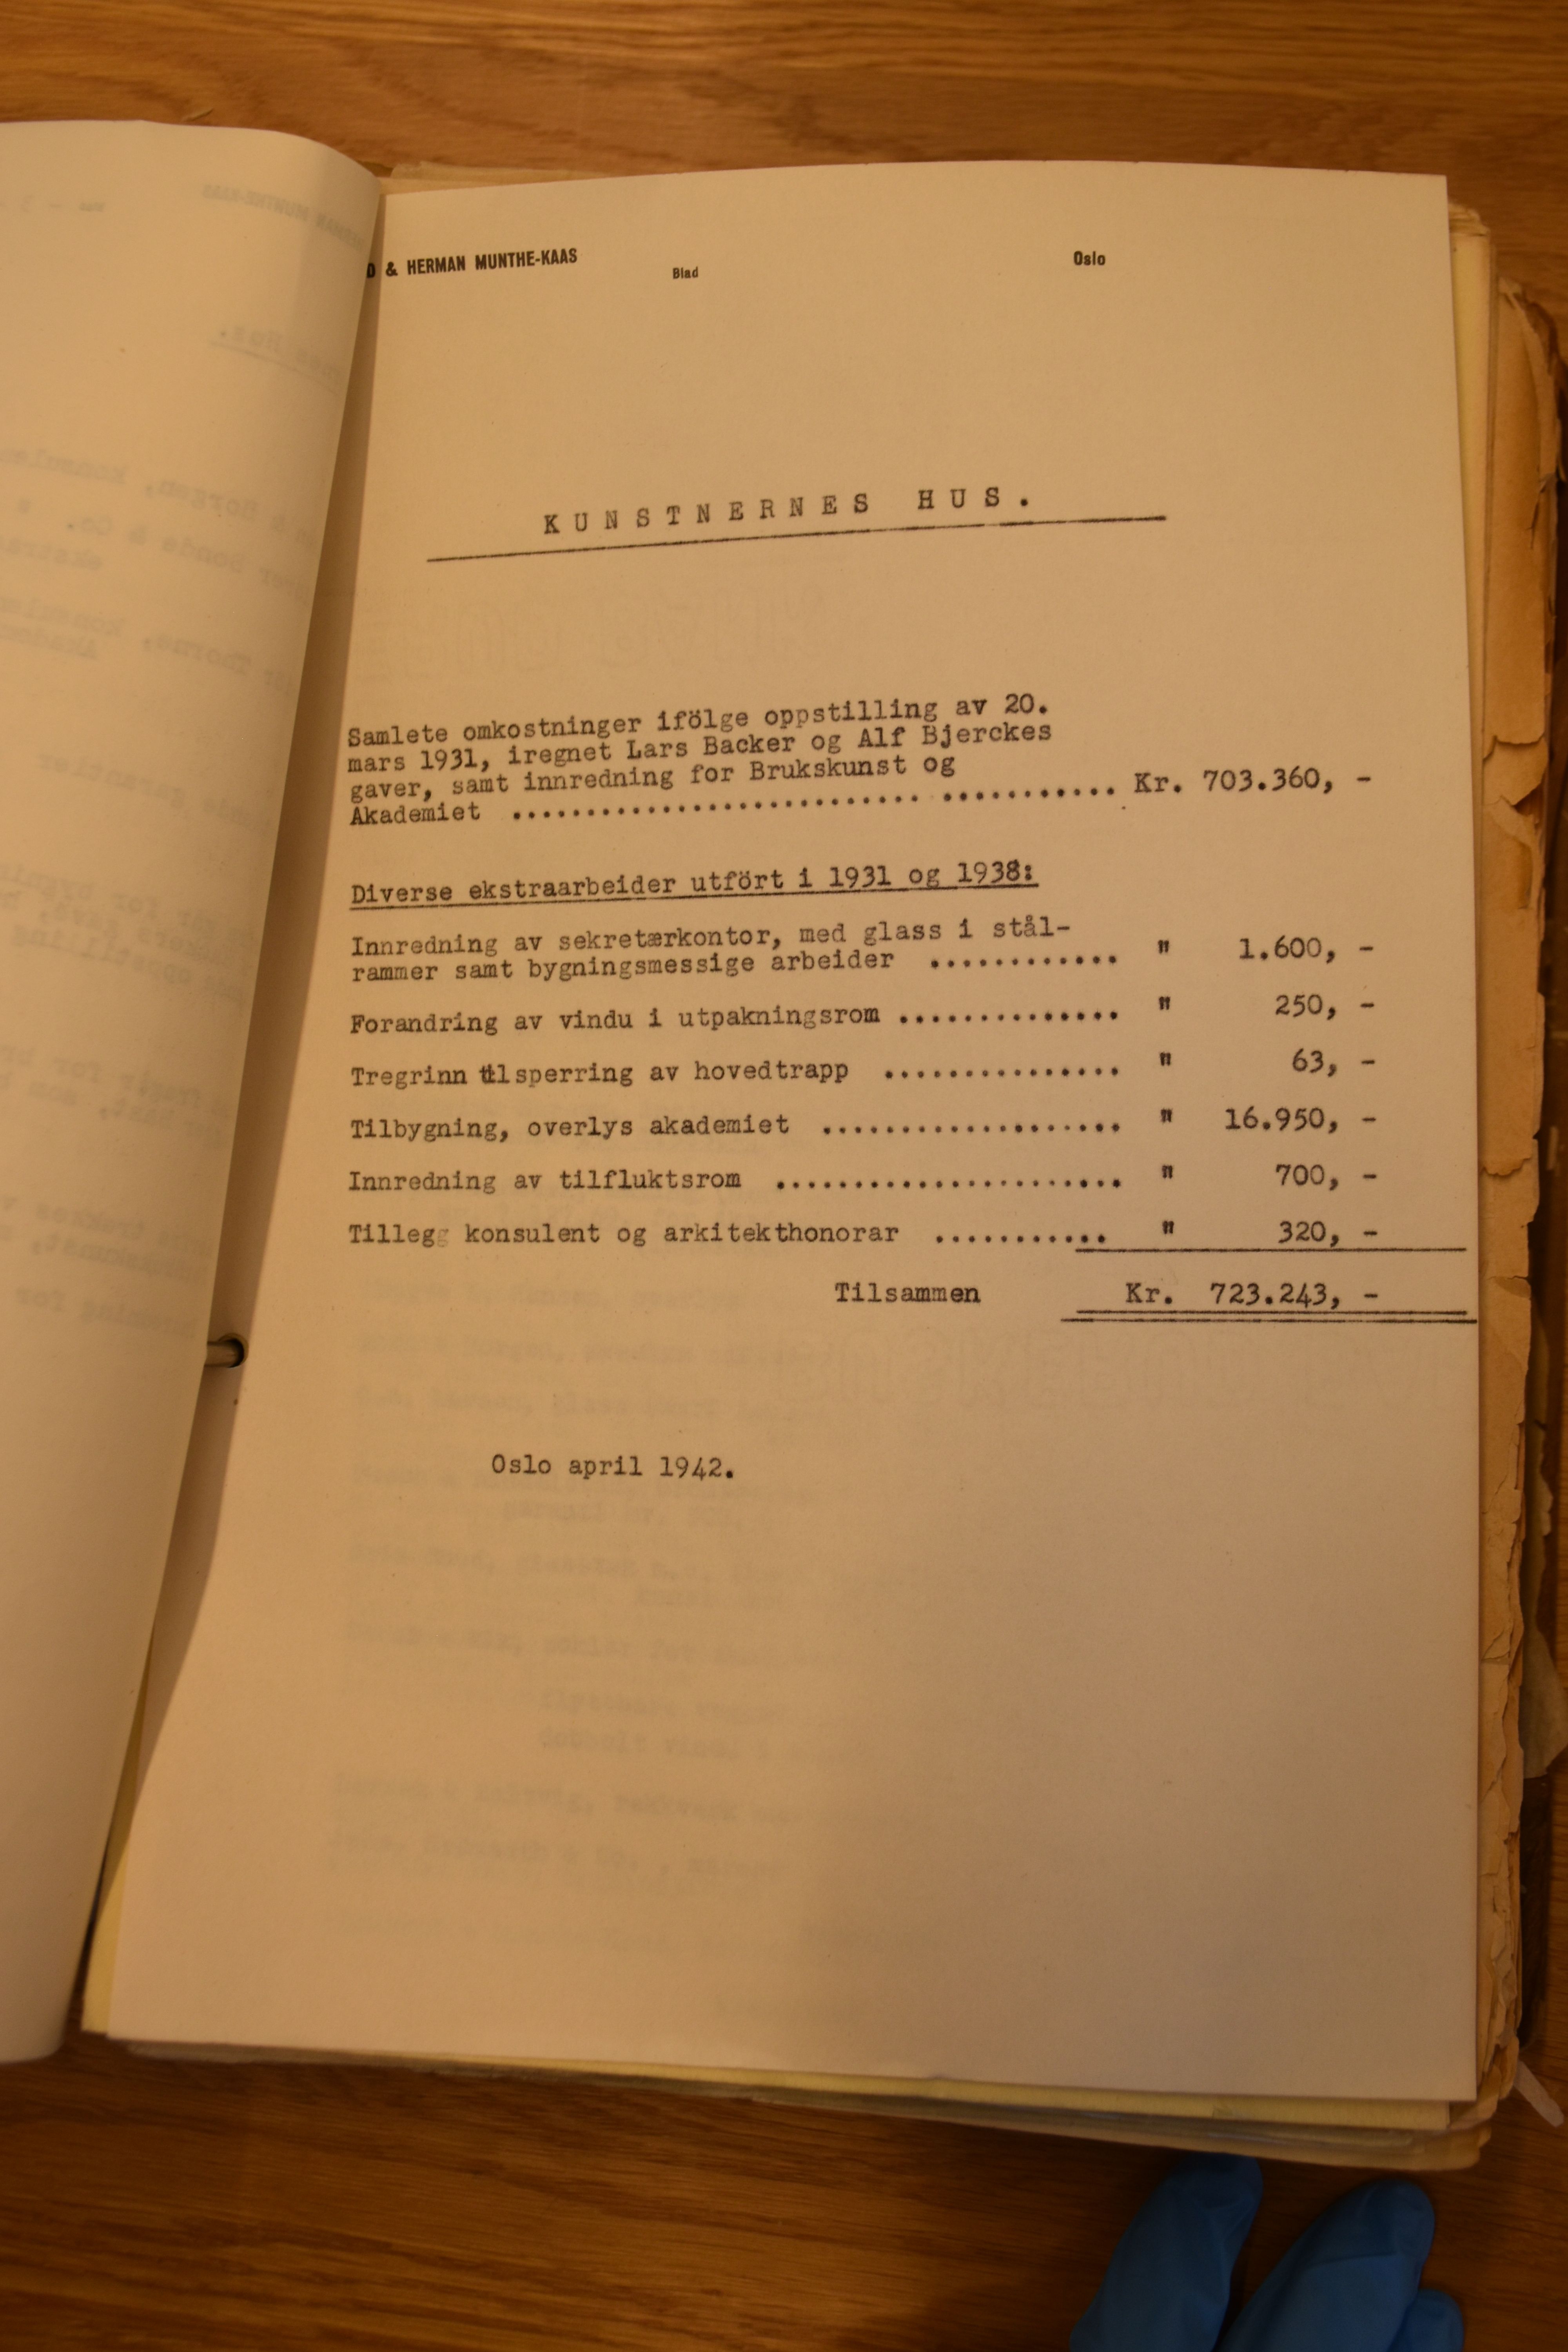 & HERMAN MUNTHE-KAAS
Blad
Oslo
KUNSTNERNES HUS.
Samlete omkostninger ifölge oppstilling av 20.
mars 1931, iregnet Lars Backer og Alf Bjerckes
gaver, samt innredning for Brukskunst og
Akademiet ...................................... Kr. 703.360, -
Diverse ekstraarbeider utfört i 1931 og 1938:
Innredning av sekretærkontor, med glass i stål-
rammer samt bygningsmessige arbeider ............ " 1.600, -
Forandring av vindu i utpakningsrom .............. " 250, -
Tregrinn tilsperring av hovedtrapp ............... " 63, -
Tilbygning, overlys akademiet ................... " 16.950, -
Innredning av tilfluktsrom ...................... " 700, -
Tillegg konsulent og arkitekthonorar ........... " 320, -
Tilsammen Kr. 723.243, -
Oslo april 1942.